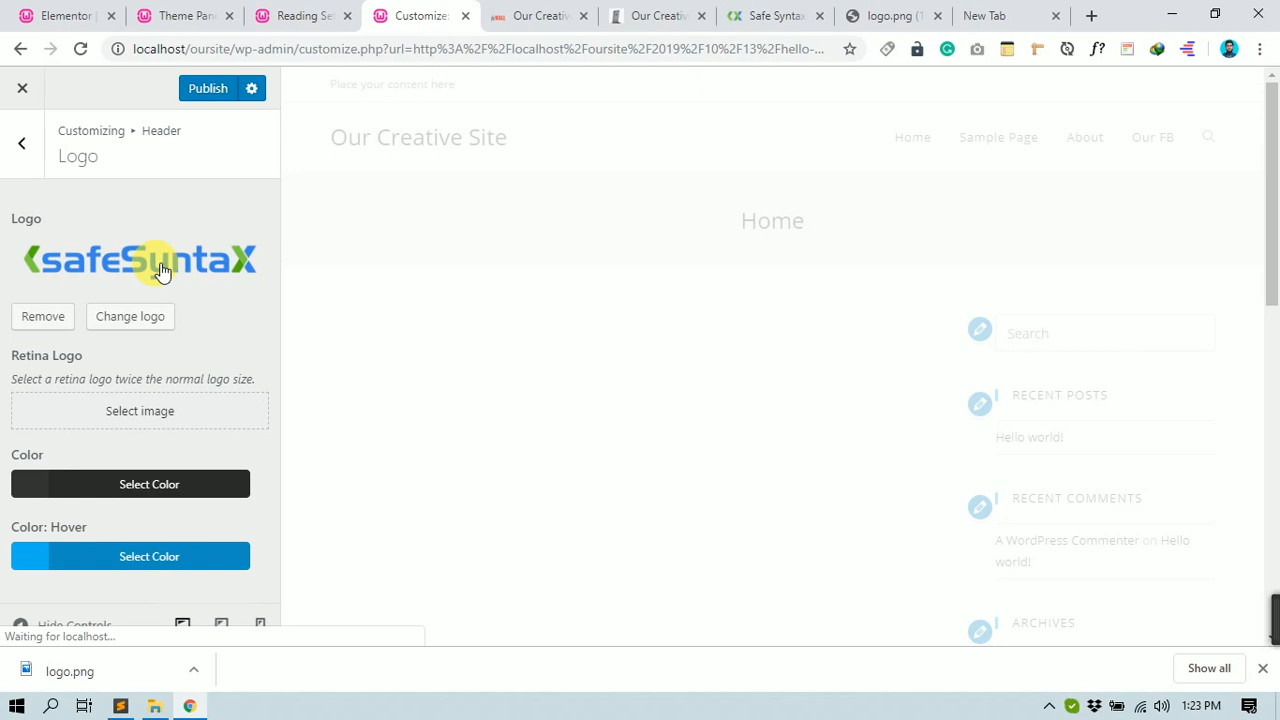 Elementor
Theme Pan
Reading Se
Customize:
Our Creativ
Our Creativ
Safe Syntax
logo.png (1
New Tab
localhost/oursite/wp-admin/customize.php?url=http%3A%2F%2Flocalhost%2Foursite%2F2019%2F10%2F13%2Fhello-...
Publish
Place your content here
Customizing ▸ Header
Logo
Our Creative Site
Home
Sample Page
About
Our FB
Home
Logo
safeSyntaX
Remove
Change logo
Retina Logo
Select a retina logo twice the normal logo size.
Select image
Color
Select Color
Color: Hover
Select Color
Hide Controls
Search
RECENT POSTS
Hello world!
RECENT COMMENTS
A WordPress Commenter on Hello
world!
ARCHIVES
Waiting for localhost...
logo.png
Show all
1:23 PM